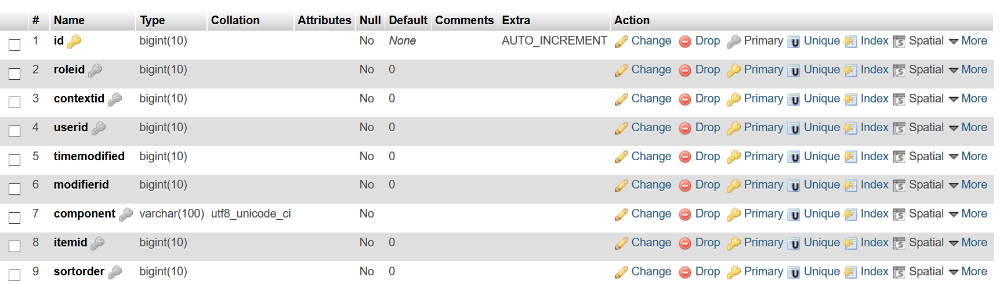 # Name Type Collation Attributes Null Default Comments Extra Action
1 id bigint(10) No None AUTO_INCREMENT Change Drop Primary Unique Index Spatial More
2 roleid bigint(10) No 0 Change Drop Primary Unique Index Spatial More
3 contextid bigint(10) No 0 Change Drop Primary Unique Index Spatial More
4 userid bigint(10) No 0 Change Drop Primary Unique Index Spatial More
5 timemodified bigint(10) No 0 Change Drop Primary Unique Index Spatial More
6 modifierid bigint(10) No 0 Change Drop Primary Unique Index Spatial More
7 component varchar(100) utf8_unicode_ci No Change Drop Primary Unique Index Spatial More
8 itemid bigint(10) No 0 Change Drop Primary Unique Index Spatial More
9 sortorder bigint(10) No 0 Change Drop Primary Unique Index Spatial More